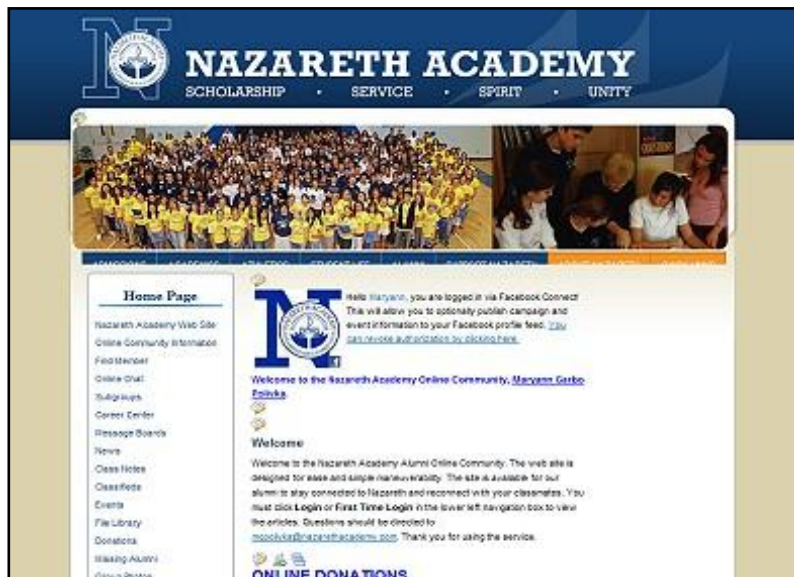 NAZARETH ACADEMY
SCHOLARSHIP · SERVICE · SPIRIT · UNITY
Home Page
Nazareth Academy Web Site
Online Community Information
Find Member
Online Chat
Subgroups
Career Center
Message Boards
News
Class Notes
Classifieds
Events
File Library
Donations
Missing Alumni
Group Photos
Hello Maryann, you are logged in via Facebook Connect!
This will allow you to optionally publish campaign and
event information to your Facebook profile feed. You
can revoke authorization by clicking here.
Welcome to the Nazareth Academy Online Community, Maryann Garbo
Polivka.
Welcome
Welcome to the Nazareth Academy Alumni Online Community. The web site is
designed for ease and simple maneuverability. The site is available for our
alumni to stay connected to Nazareth and reconnect with your classmates. You
must click Login or First Time Login in the lower left navigation box to view
the articles. Questions should be directed to
mpolivka@nazarethacademy.com. Thank you for using the service.
ONLINE DONATIONS